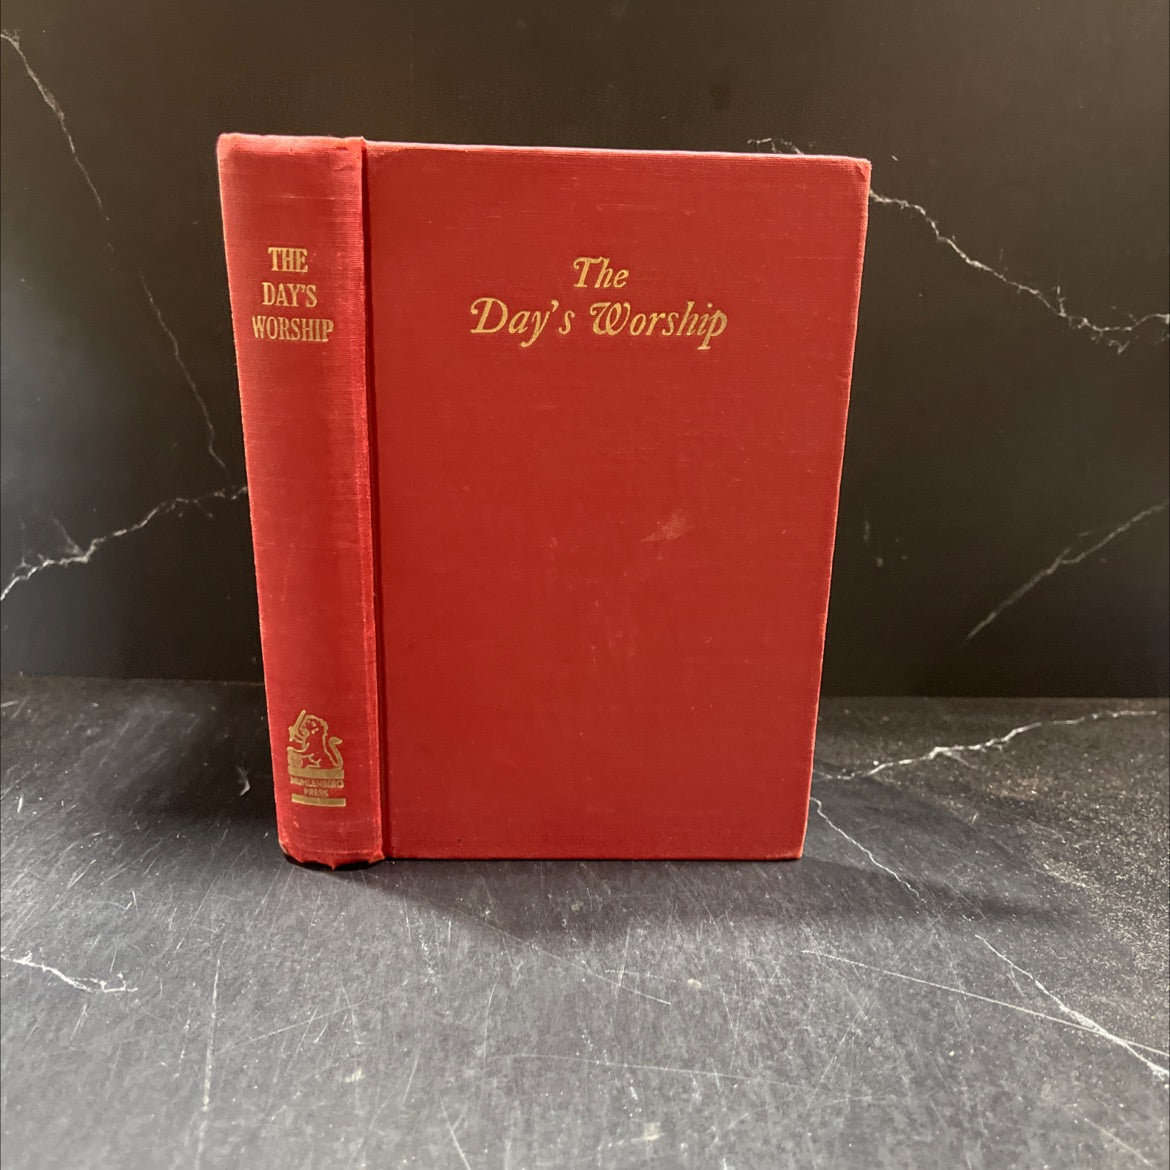 THE
DAY'S
WORSHIP
MUHLENBERG
PRESS
The
Day's Worship